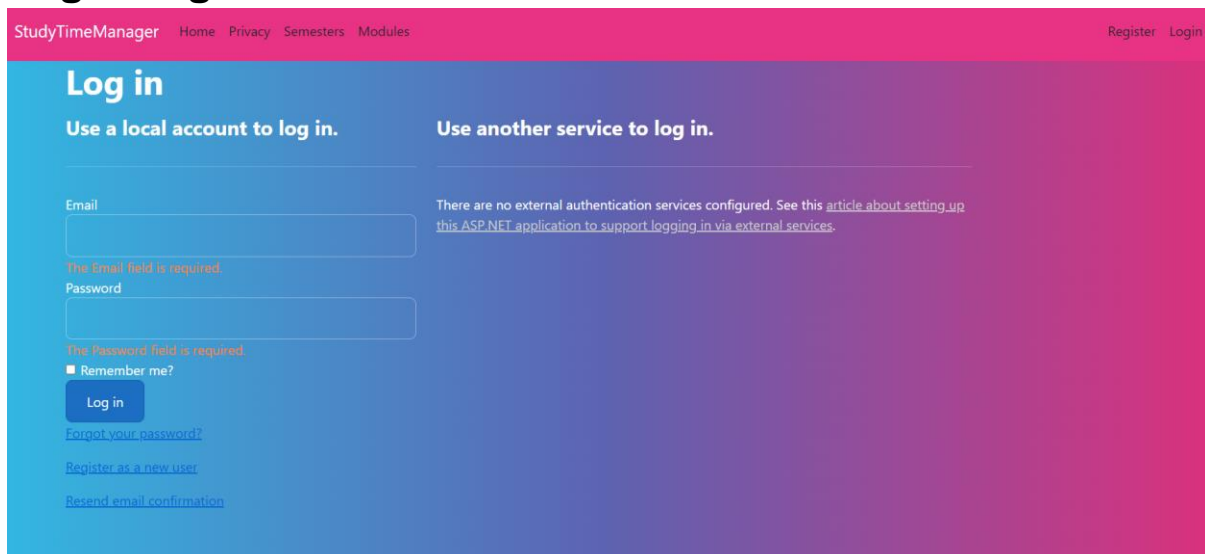 StudyTimeManager Home Privacy Semesters Modules Register Login
Log in
Use a local account to log in.
Email
The Email field is required.
Password
The Password field is required.
Remember me?
Log in
Forgot your password?
Register as a new user
Resend email confirmation
Use another service to log in.
There are no external authentication services configured. See this article about setting up
this ASP.NET application to support logging in via external services.